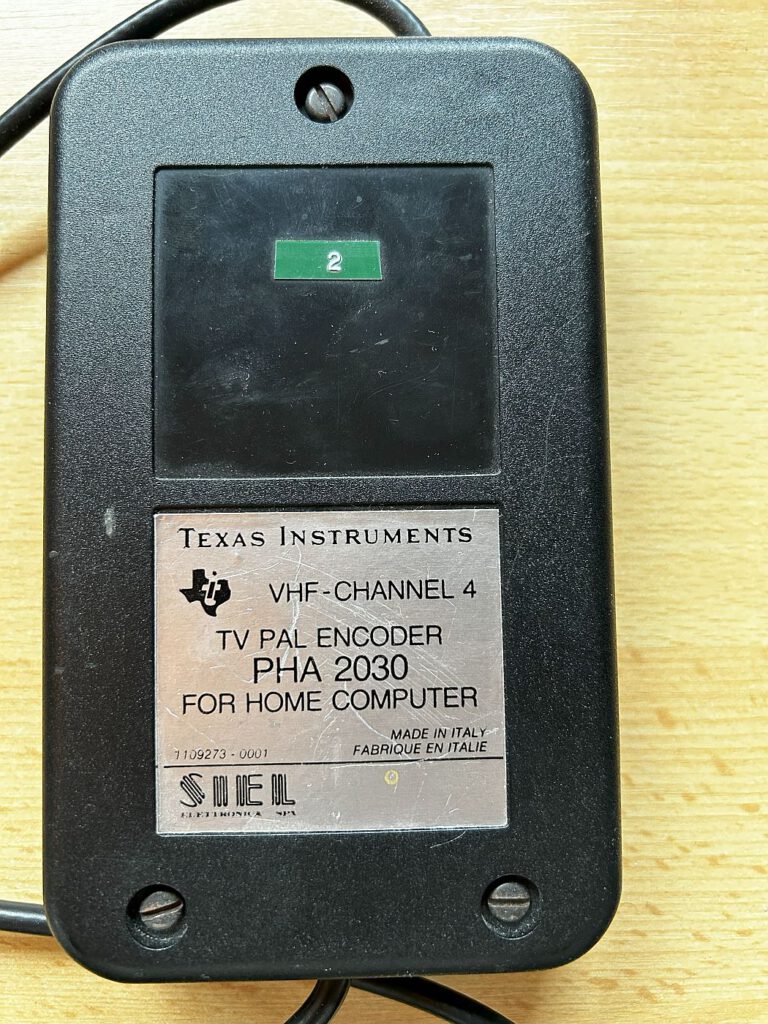 2
TEXAS INSTRUMENTS
VHF-CHANNEL 4
TV PAL ENCODER
PHA 2030
FOR HOME COMPUTER
MADE IN ITALY
1109273-0001 FABRIQUE EN ITALIE
SIEL
ELETTRONICA SPA